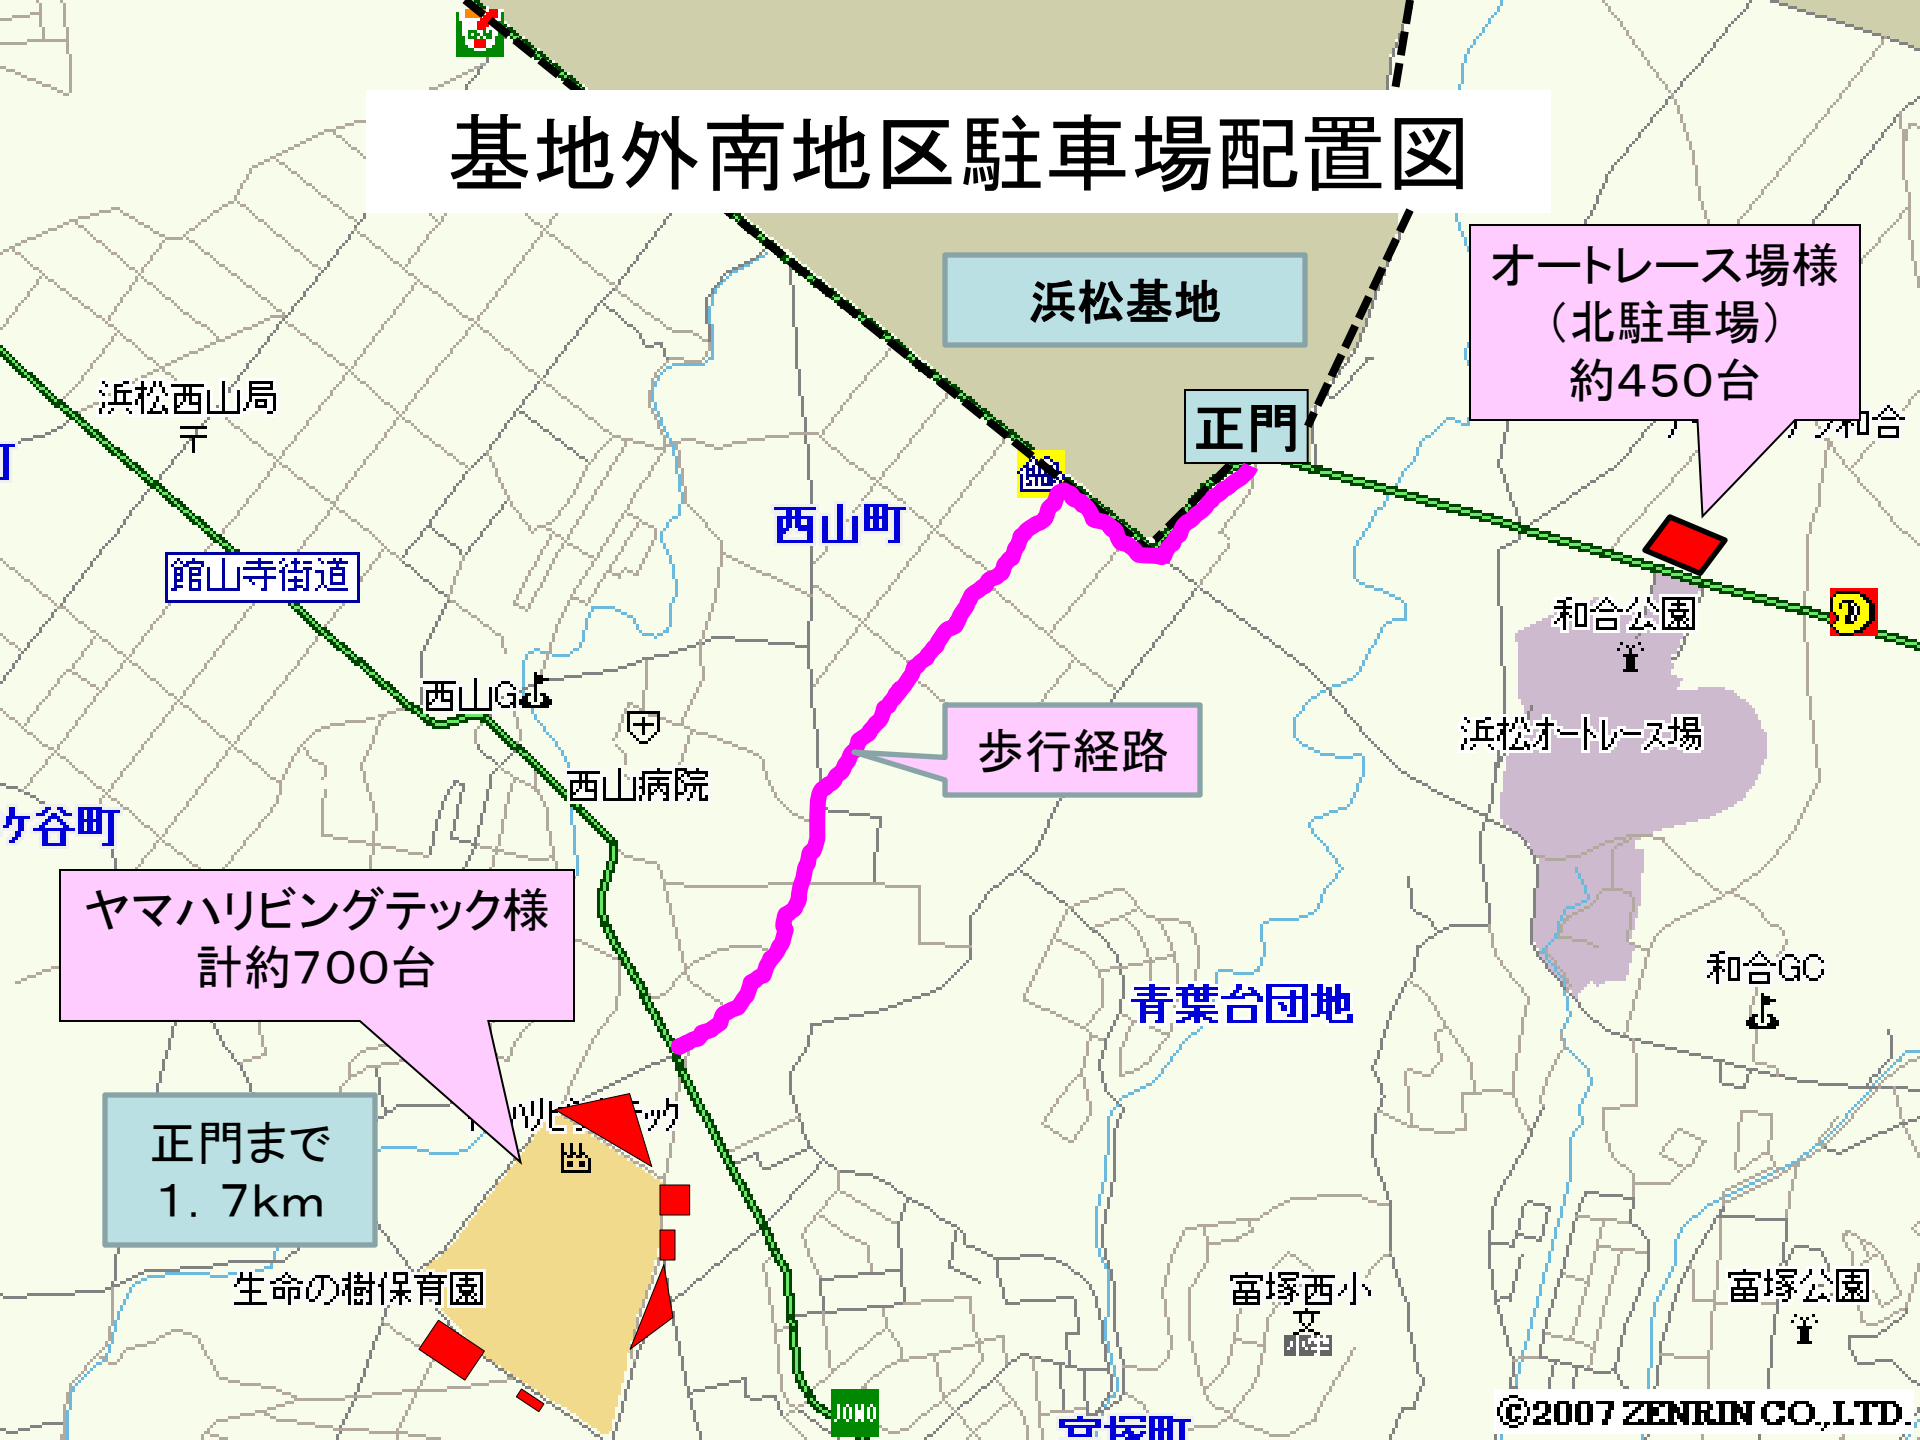 基地外南地区駐車場配置図
浜松基地
オートレース場様
（北駐車場）
約450台
正門
和合
浜松西山局
西山町
館山寺街道
和合公園
西山G
浜松オートレース場
西山病院
歩行経路
ケ谷町
ヤマハリビングテック様
計約700台
和合GC
青葉台団地
正門まで
1．7km
生命の樹保育園
富塚西小
富塚公園
JOMO
富塚町
©2007 ZENRIN CO.,LTD.